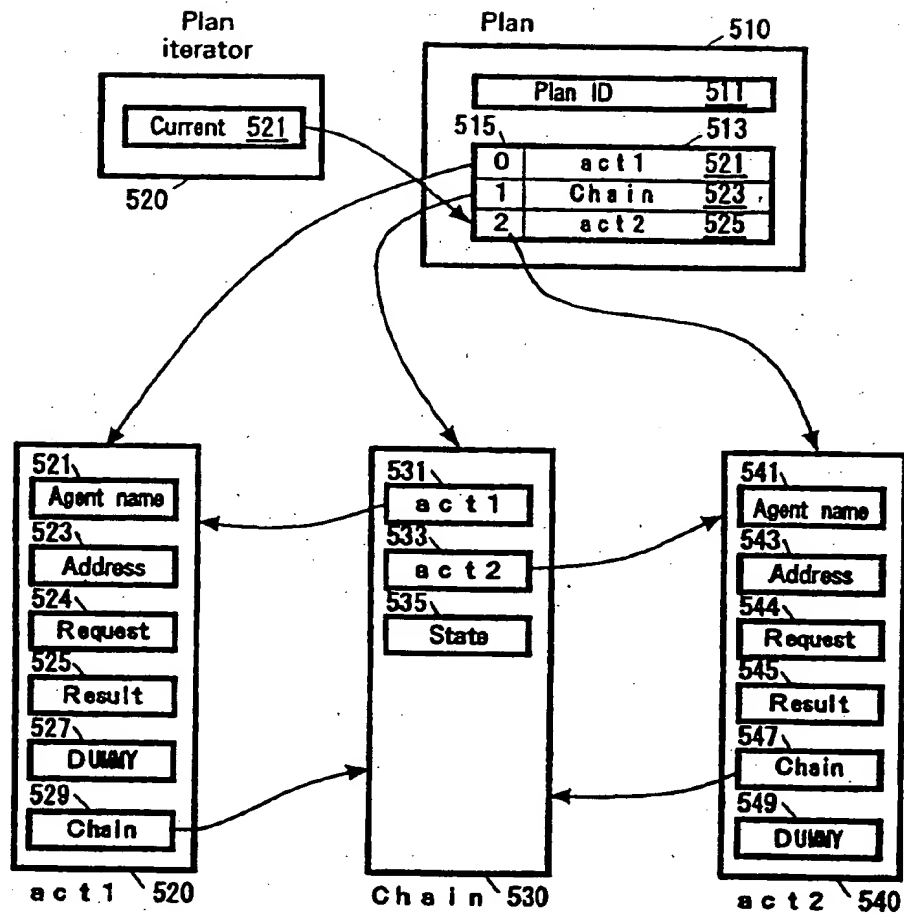 Plan
iterator
Plan
510
Plan ID 511
Current 521
515
513
0 act1 521
1 Chain 523
2 act2 525
520
521
Agent name
523
Address
524
Request
525
Result
527
DUMMY
529
Chain
act1 520
531
act1
533
act2
535
State
Chain 530
541
Agent name
543
Address
544
Request
545
Result
547
Chain
549
DUMMY
act2 540